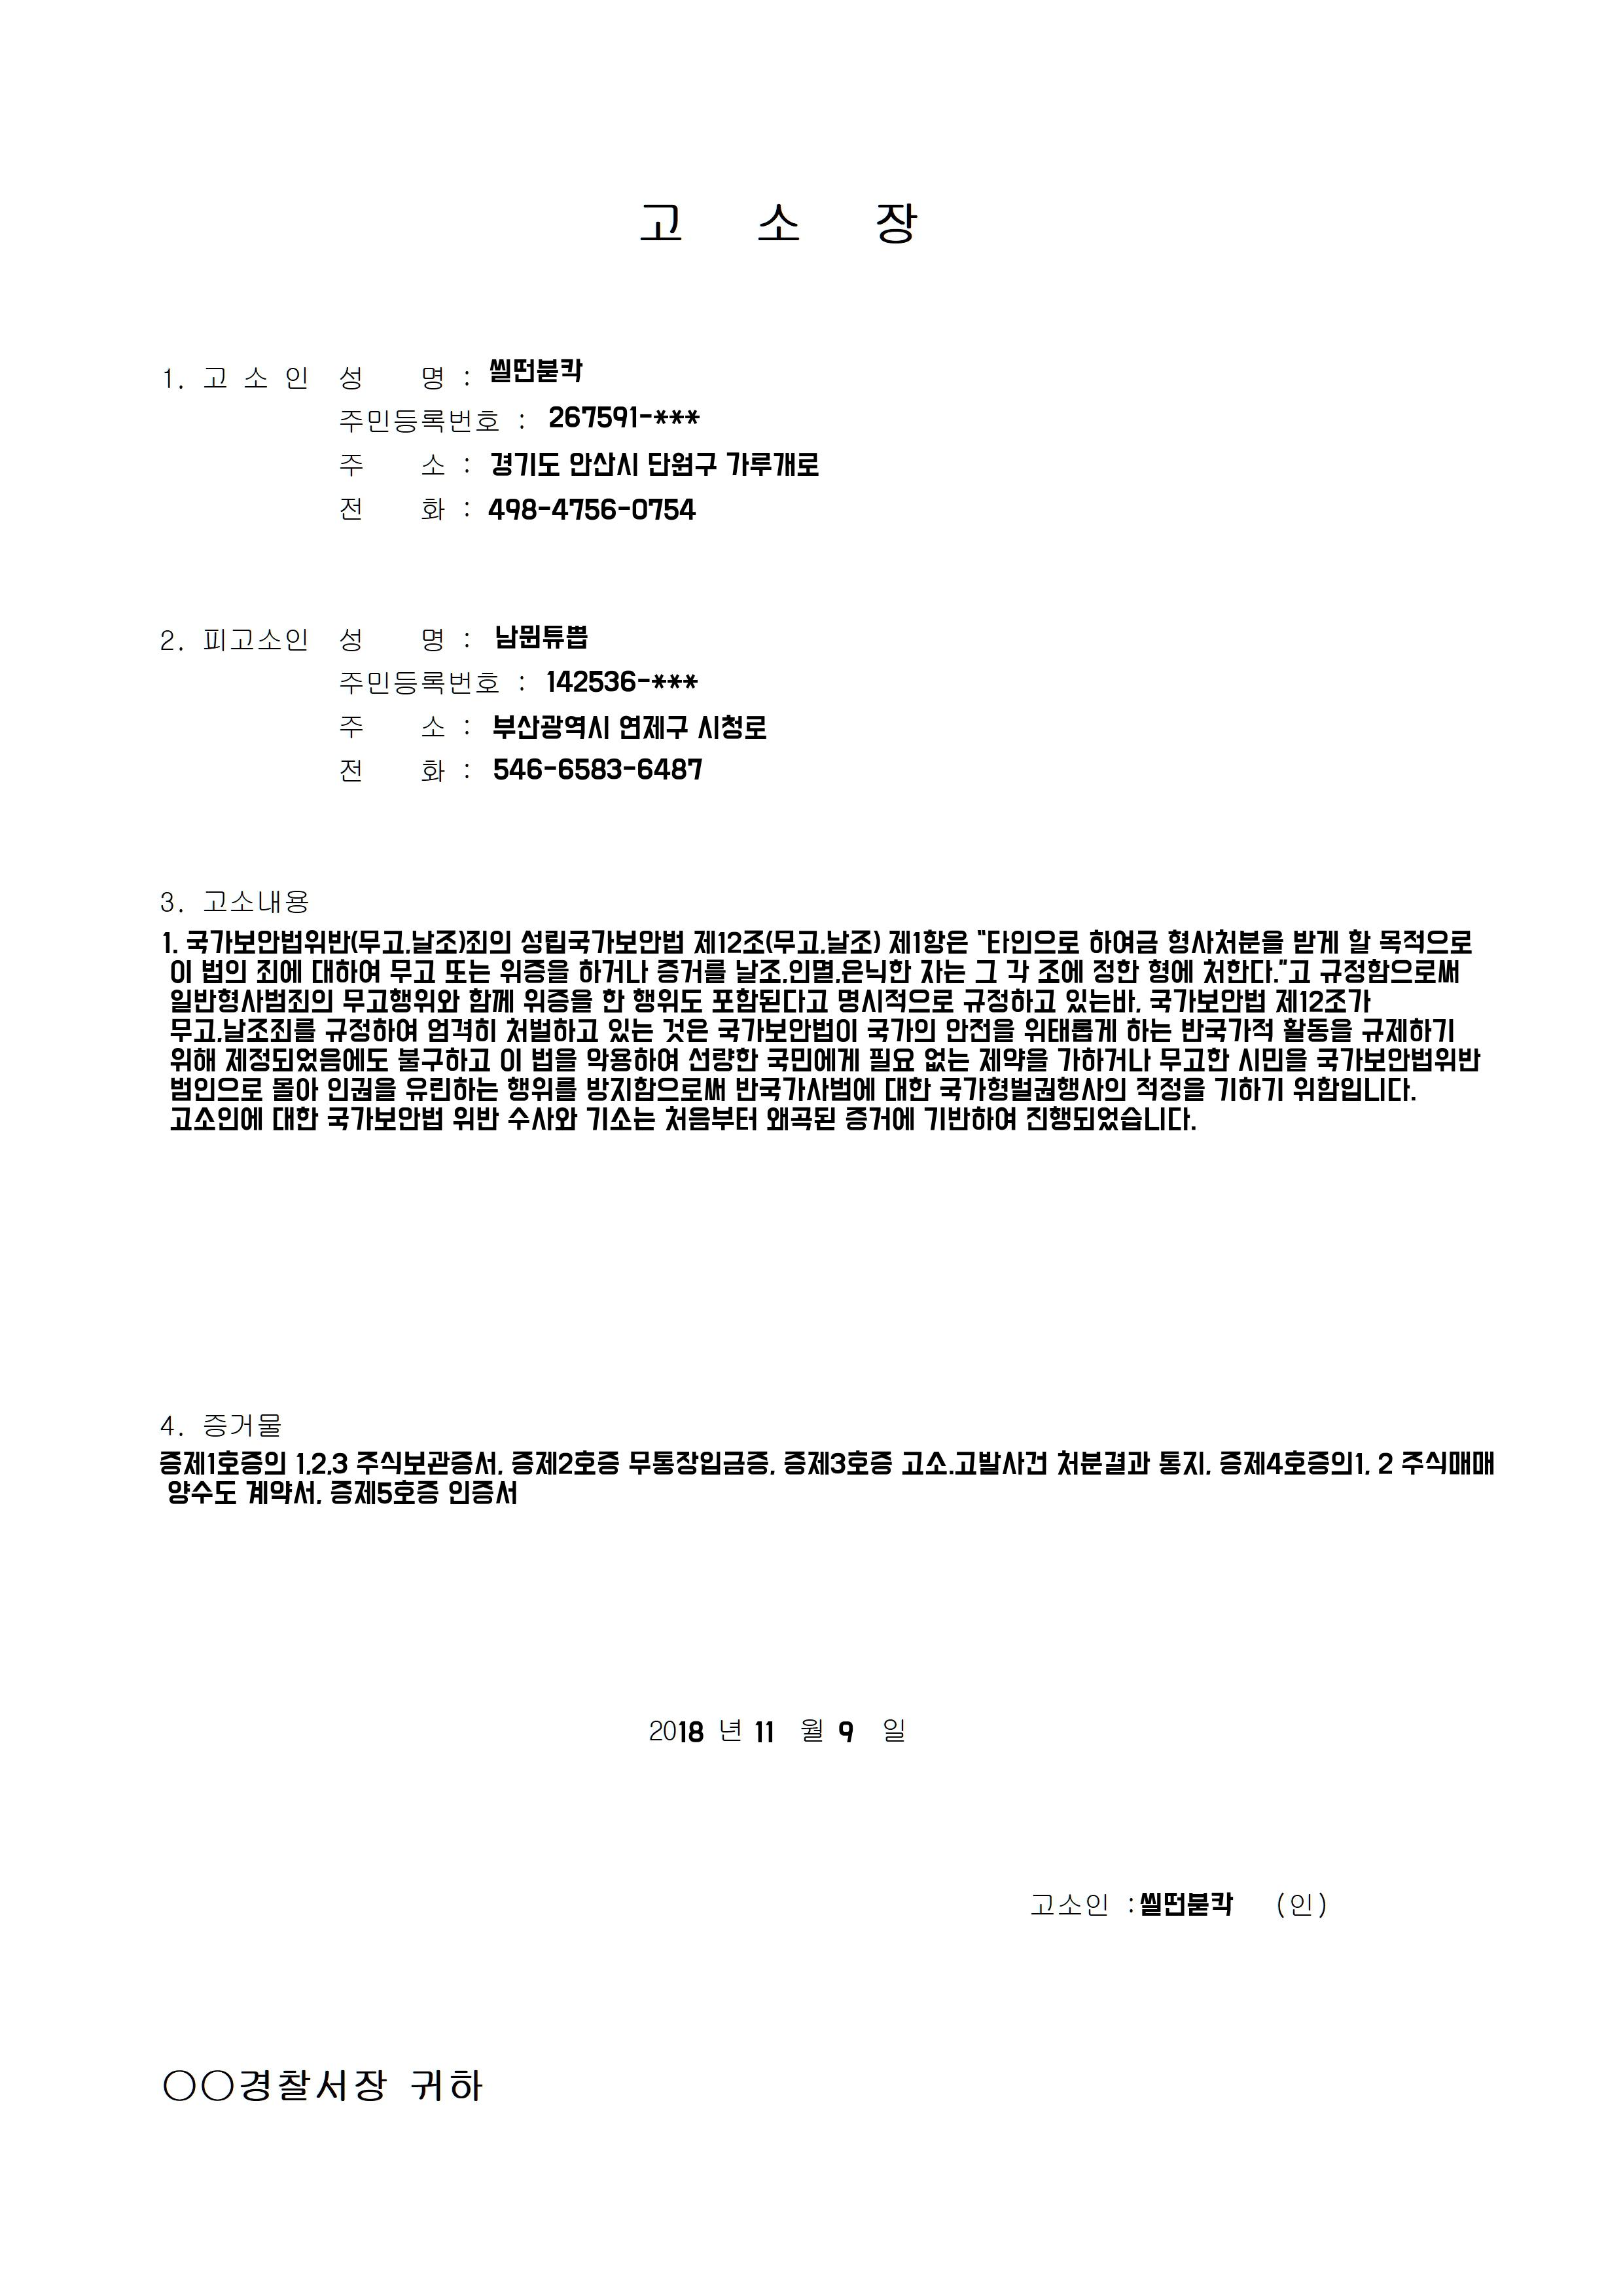 고 소 장
1. 고 소 인 성 명 : 씰떤붇칵
주민등록번호 : 267591-***
주 소 : 경기도 안산시 단원구 가루개로
전 화 : 498-4756-0754
2. 피고소인 성 명 : 남뭔튜쁩
주민등록번호 : 142536-***
주 소 : 부산광역시 연제구 시청로
전 화 : 546-6583-6487
3. 고소내용
1. 국가보안법위반(무고,날조)죄의 성립국가보안법 제12조(무고,날조) 제1항은 "타인으로 하여금 형사처분을 받게 할 목적으로
이 법의 죄에 대하여 무고 또는 위증을 하거나 증거를 날조,인멸,은닉한 자는 그 각 조에 정한 형에 처한다."고 규정함으로써
일반형사범죄의 무고행위와 함께 위증을 한 행위도 포함된다고 명시적으로 규정하고 있는바, 국가보안법 제12조가
무고,날조죄를 규정하여 엄격히 처벌하고 있는 것은 국가보안법이 국가의 안전을 위태롭게 하는 반국가적 활동을 규제하기
위해 제정되었음에도 불구하고 이 법을 악용하여 선량한 국민에게 필요 없는 제약을 가하거나 무고한 시민을 국가보안법위반
범인으로 몰아 인권을 유린하는 행위를 방지함으로써 반국가사범에 대한 국가형벌권행사의 적정을 기하기 위함입니다.
고소인에 대한 국가보안법 위반 수사와 기소는 처음부터 왜곡된 증거에 기반하여 진행되었습니다.
4. 증거물
증제1호증의 1,2,3 주식보관증서, 증제2호증 무통장입금증, 증제3호증 고소.고발사건 처분결과 통지, 증제4호증의1, 2 주식매매
양수도 계약서, 증제5호증 인증서
2018 년 11 월 9 일
고소인 :씰떤붇칵 (인)
○○경찰서장 귀하